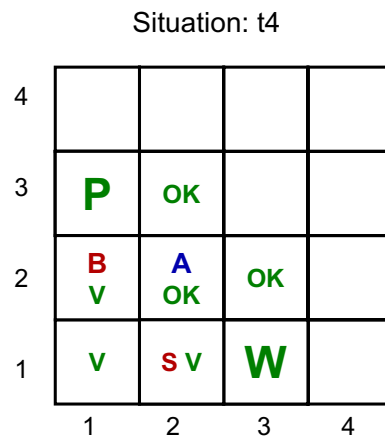 Situation: t4
4
3 P OK
B A
2 OK
V OK
1 V S V W
1 2 3 4